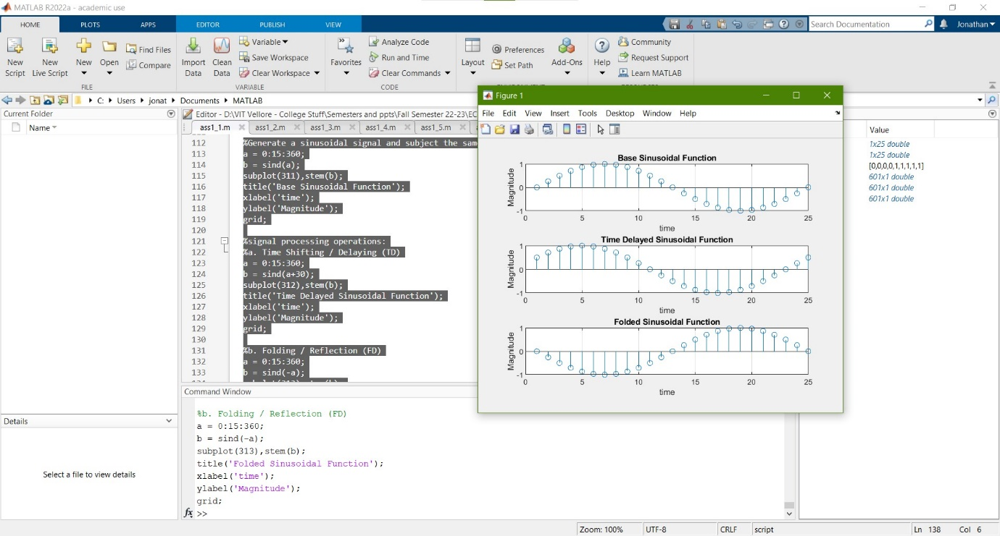 MATLAB R2022a - academic use
HOME PLOTS APPS EDITOR PUBLISH VIEW
Search Documentation
Jonathan
New Script
New Live Script
New
Open
Find Files
Compare
FILE
Import Data
Clean Data
Variable
Save Workspace
Clear Workspace
VARIABLE
Favorites
Analyze Code
Run and Time
Clear Commands
CODE
Layout
Preferences
Set Path
Add-Ons
Help
Community
Request Support
Learn MATLAB
C: Users jonat Documents MATLAB
Current Folder
Name
Details
Select a file to view details
Editor - D:\VIT Vellore - College Stuff\Semesters and ppts\Fall Semester 22-23\EC
ass1_1.m ass1_2.m ass1_3.m ass1_4.m ass1_5.m
112 %Generate a sinusoidal signal and subject the sam
113 a = 0:15:360;
114 b = sind(a);
115 subplot(311),stem(b);
116 title('Base Sinusoidal Function');
117 xlabel('time');
118 ylabel('Magnitude');
119 grid;
120
121 %signal processing operations:
122 %a. Time Shifting / Delaying (TD)
123 a = 0:15:360;
124 b = sind(a+30);
125 subplot(312),stem(b);
126 title('Time Delayed Sinusoidal Function');
127 xlabel('time');
128 ylabel('Magnitude');
129 grid;
130
131 %b. Folding / Reflection (FD)
132 a = 0:15:360;
133 b = sind(-a);
Command Window
%b. Folding / Reflection (FD)
a = 0:15:360;
b = sind(-a);
subplot(313),stem(b);
title('Folded Sinusoidal Function');
xlabel('time');
ylabel('Magnitude');
grid;
fx >>
Figure 1
File Edit View Insert Tools Desktop Window Help
Base Sinusoidal Function
Magnitude
1
0
-1
0 5 10 15 20 25
time
Time Delayed Sinusoidal Function
Magnitude
1
0
-1
0 5 10 15 20 25
time
Folded Sinusoidal Function
Magnitude
1
0
-1
0 5 10 15 20 25
time
Value
1x25 double
1x25 double
[0,0,0,0,1,1,1,1,1]
601x1 double
601x1 double
601x1 double
Zoom: 100% UTF-8 CRLF script Ln 138 Col 6